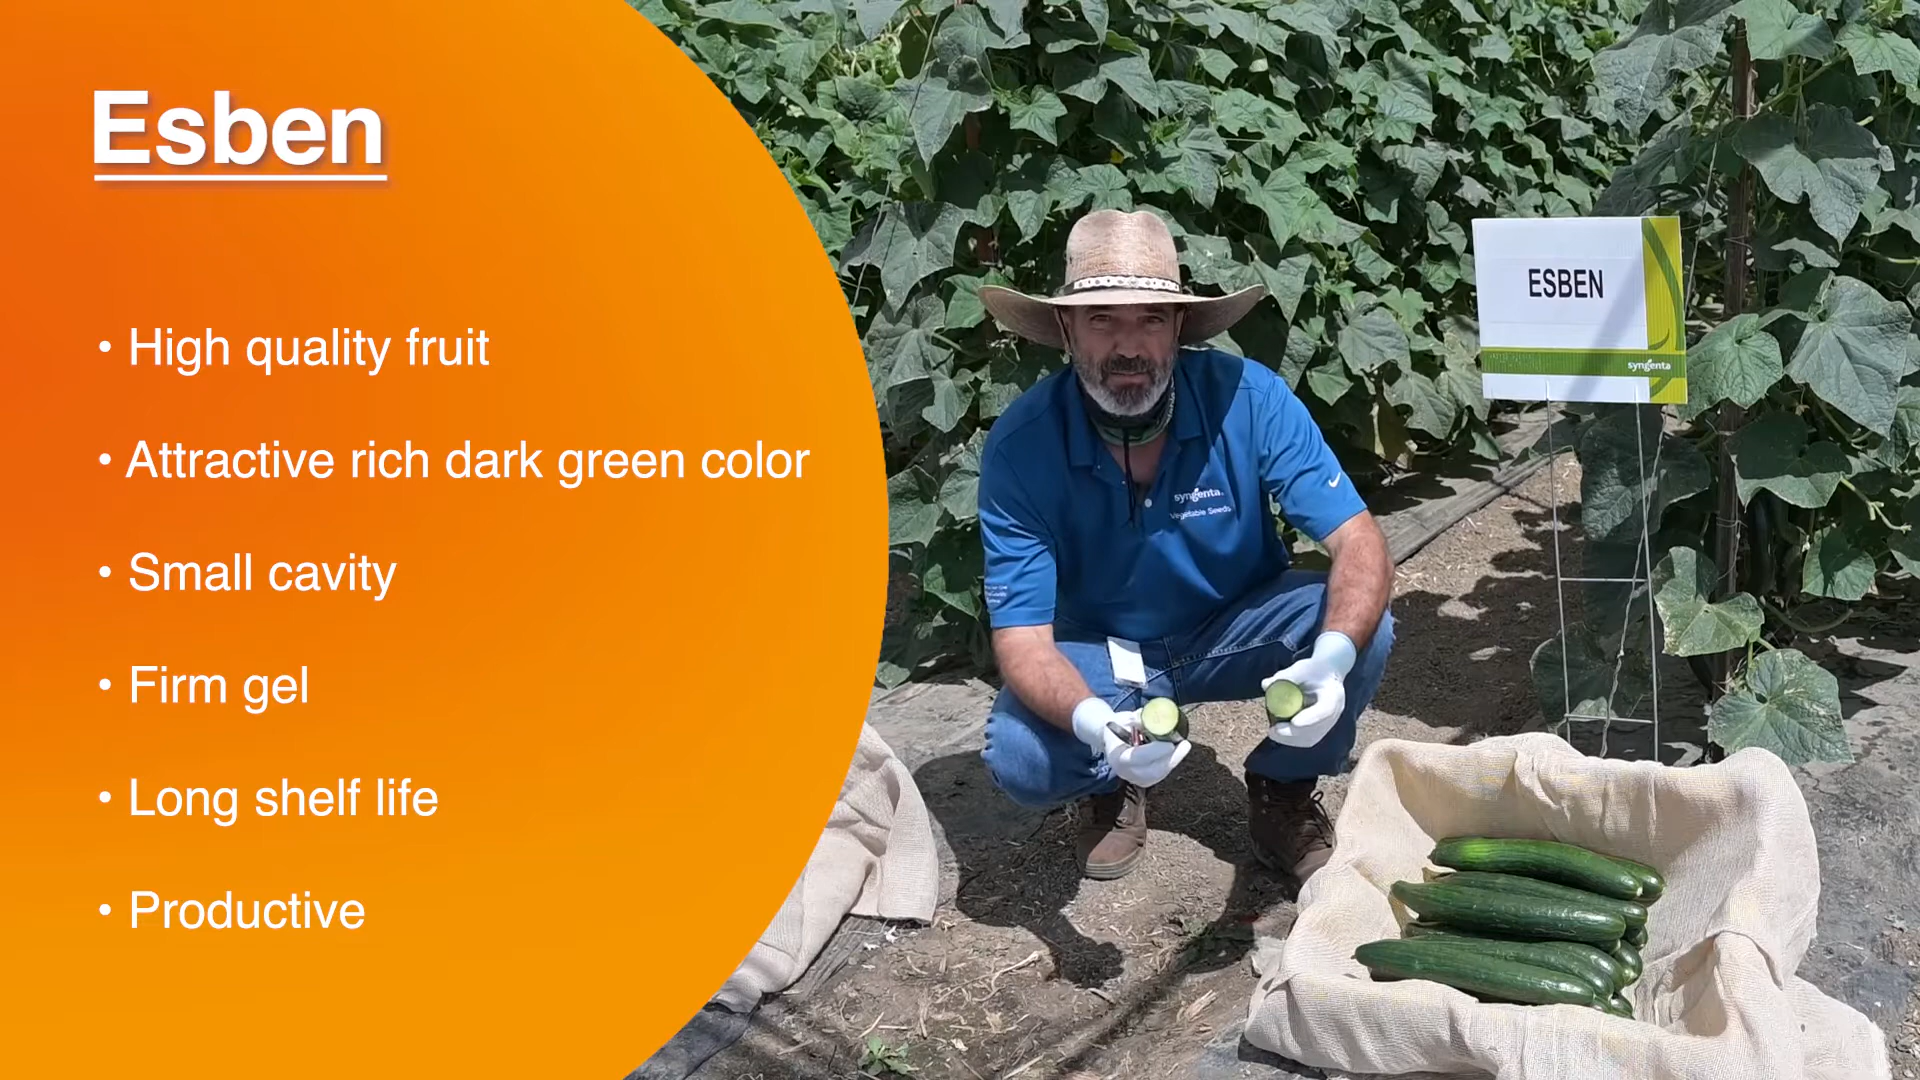 Esben
• High quality fruit
• Attractive rich dark green color
• Small cavity
• Firm gel
• Long shelf life
• Productive
ESBEN
syngenta
syngenta.
Vegetable Seeds